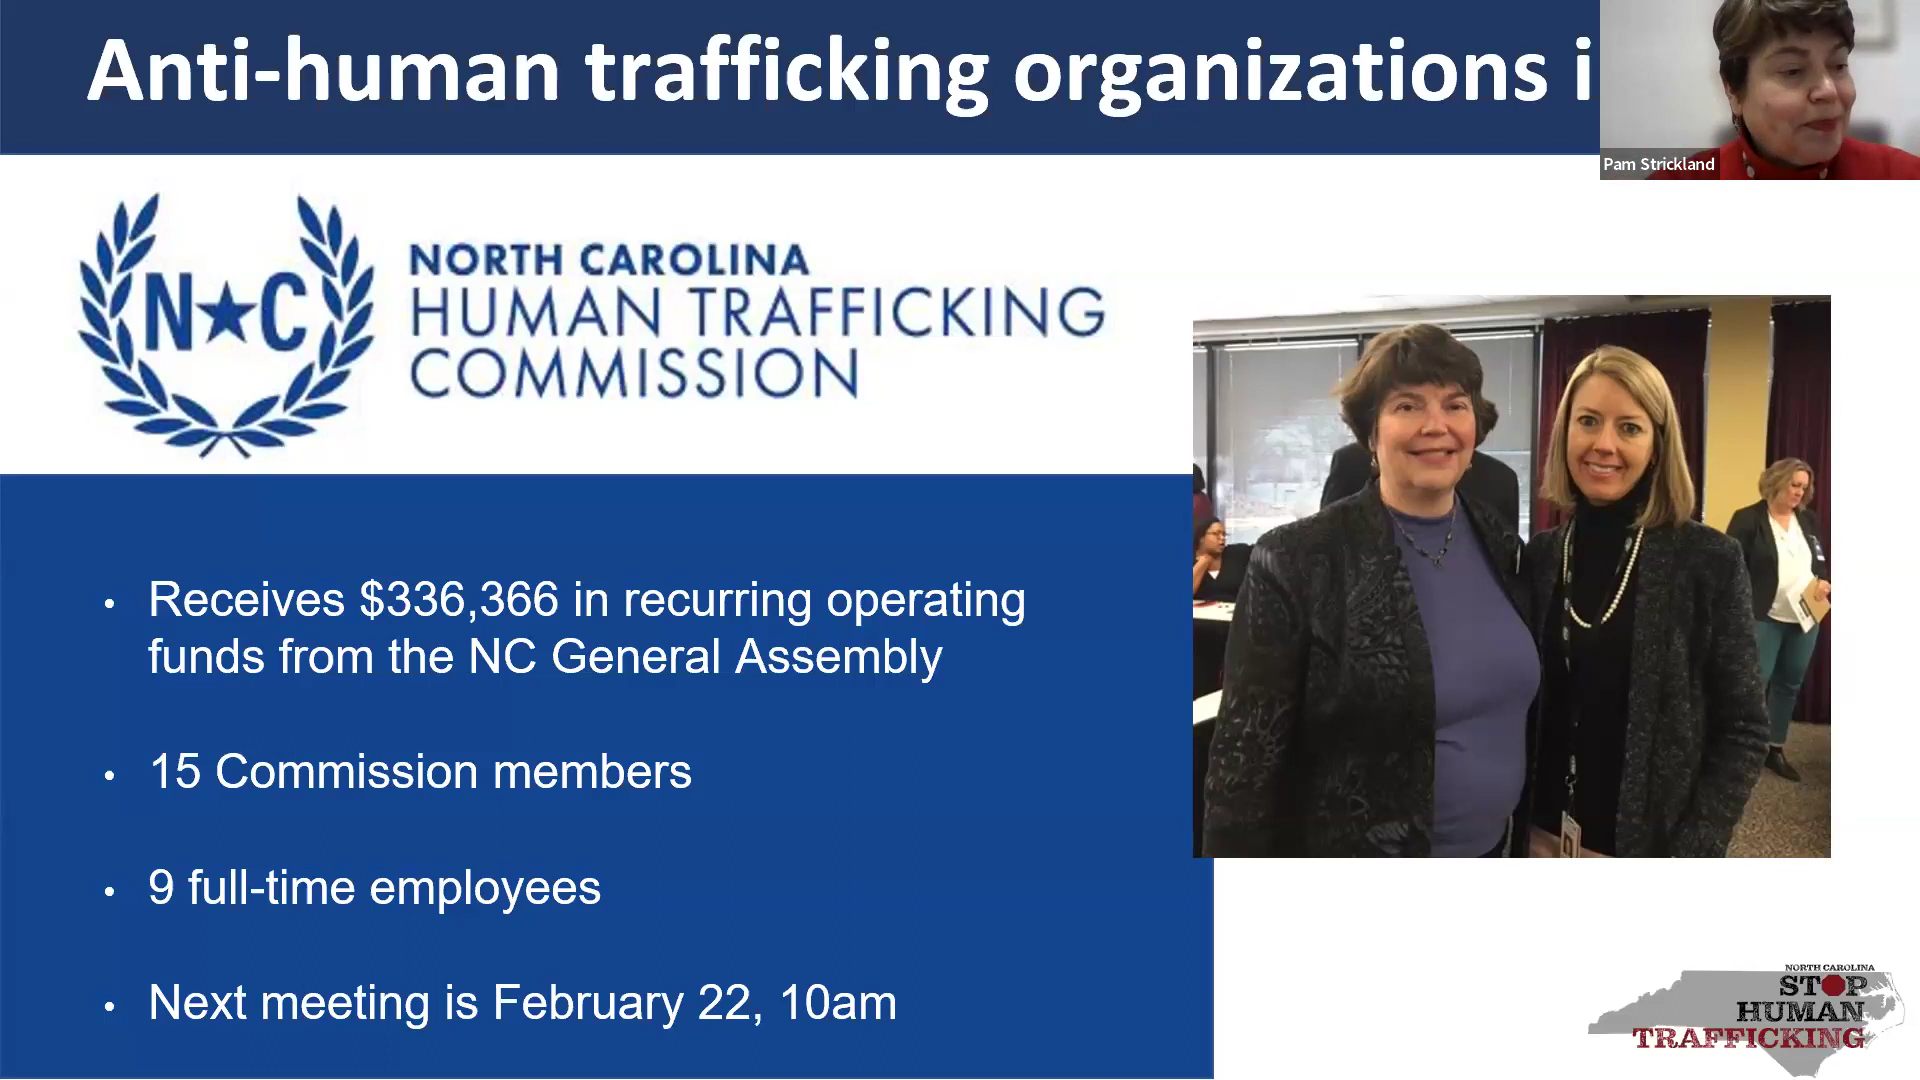 Anti-human trafficking organizations i
Pam Strickland
N★C
NORTH CAROLINA
HUMAN TRAFFICKING
COMMISSION
• Receives $336,366 in recurring operating
funds from the NC General Assembly
• 15 Commission members
• 9 full-time employees
• Next meeting is February 22, 10am
NORTH CAROLINA
STOP
HUMAN
TRAFFICKING